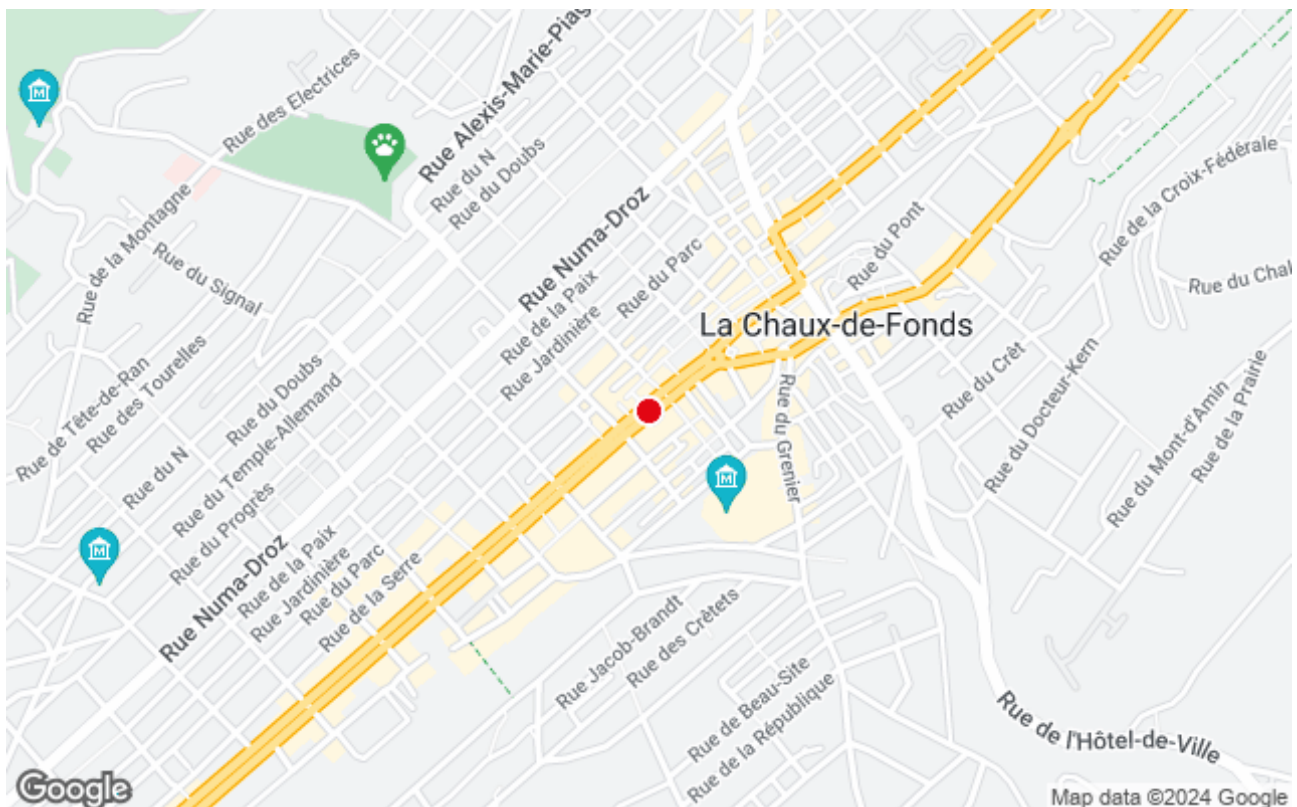 Rue Alexis-Marie-Piag
Rue des Electrices
Rue du N
Rue du Doubs
Rue de la Croix-Fédérale
Rue de la Montagne
Rue Numa-Droz
Rue du Pont
Rue du Parc
Rue du Signal
Rue de la Paix
Rue du Chal
Rue Jardinière
La Chaux-de-Fonds
Rue des Tourelles
Rue de Tête-de-Ran
Rue du Doubs
Rue du Crêt
Rue du Temple-Allemand
Rue du Grenier
Rue du Docteur-Kern
Rue du Mont-d'Amin
Rue de la Prairie
Rue du N
Rue du Progrès
M
M
M
Rue Numa-Droz
Rue de la Paix
Rue Jardinière
Rue du Parc
Rue de la Serre
Rue Jacob-Brandt
Rue des Crêtets
Rue de Beau-Site
Rue de la République
Rue de l'Hôtel-de-Ville
Google
Map data ©2024 Google